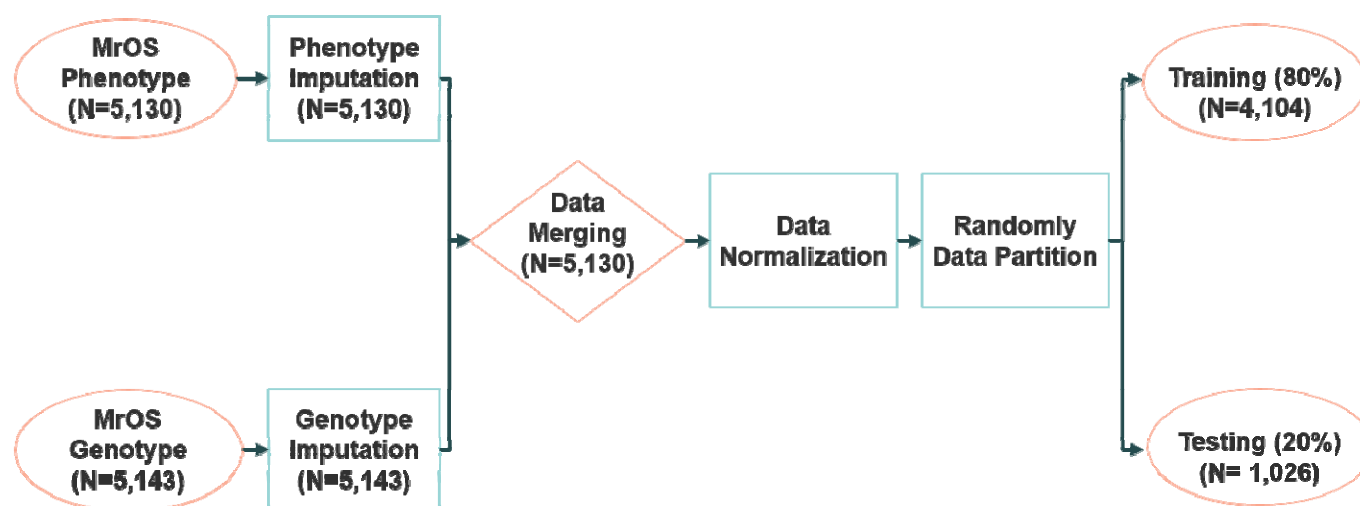 MrOS
Phenotype
(N=5,130)
Phenotype
Imputation
(N=5,130)
MrOS
Genotype
(N=5,143)
Genotype
Imputation
(N=5,143)
Data
Merging
(N=5,130)
Data
Normalization
Randomly
Data Partition
Training (80%)
(N=4,104)
Testing (20%)
(N= 1,026)